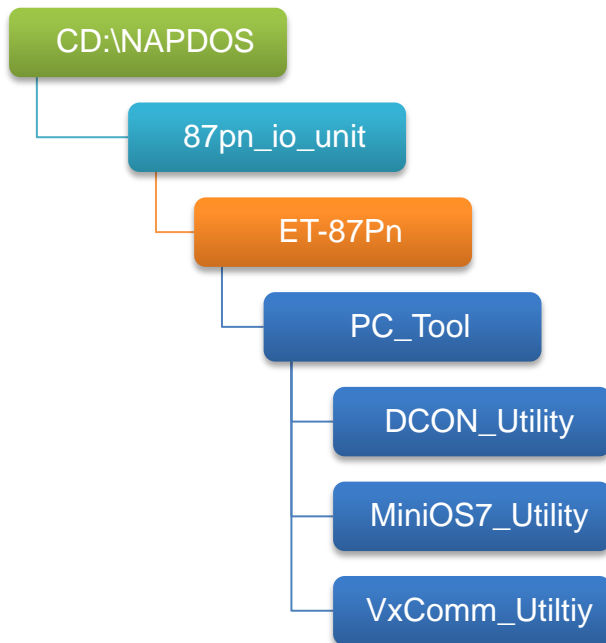 CD:\NAPDOS
87pn_io_unit
ET-87Pn
PC_Tool
DCON_Utility
MiniOS7_Utility
VxComm_Utiltiy